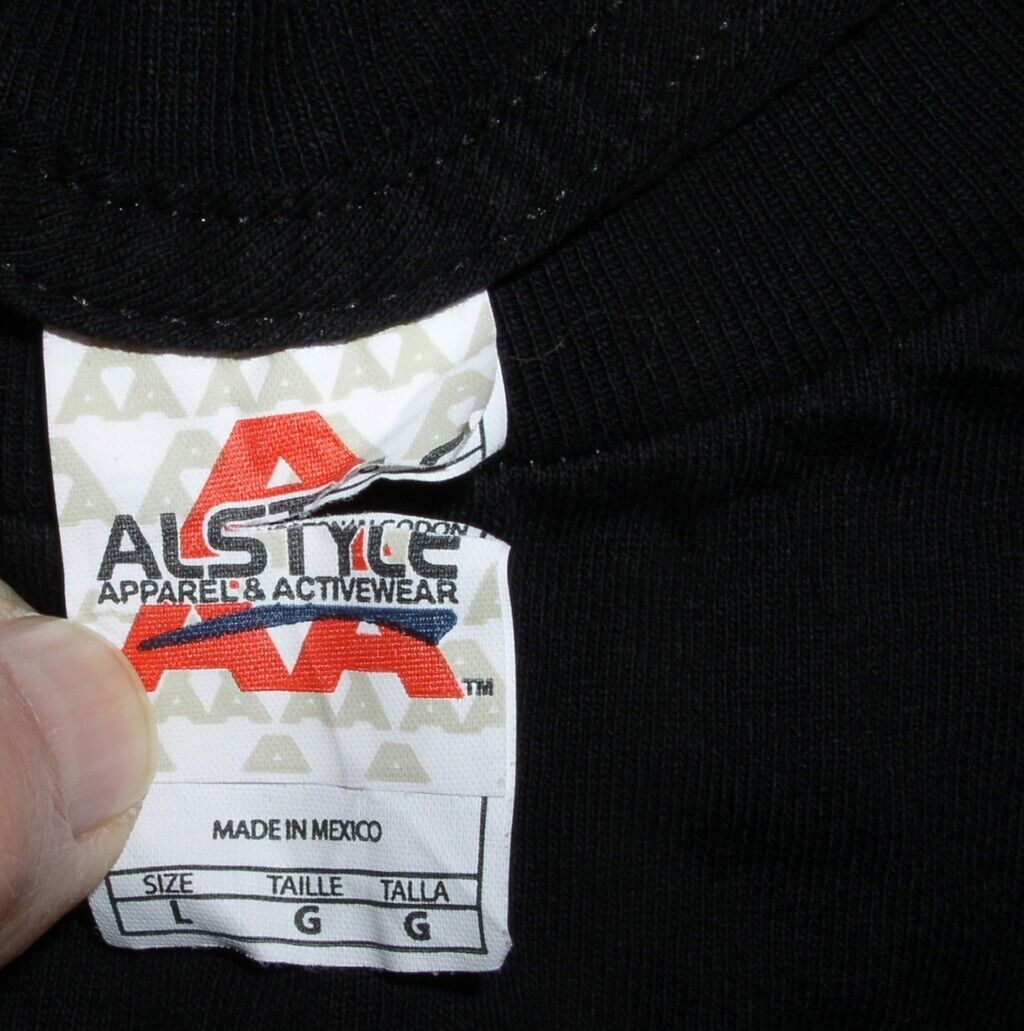 ALSTYLE
APPAREL & ACTIVEWEAR
TM
MADE IN MEXICO
SIZE TAILLE TALLA
L G G